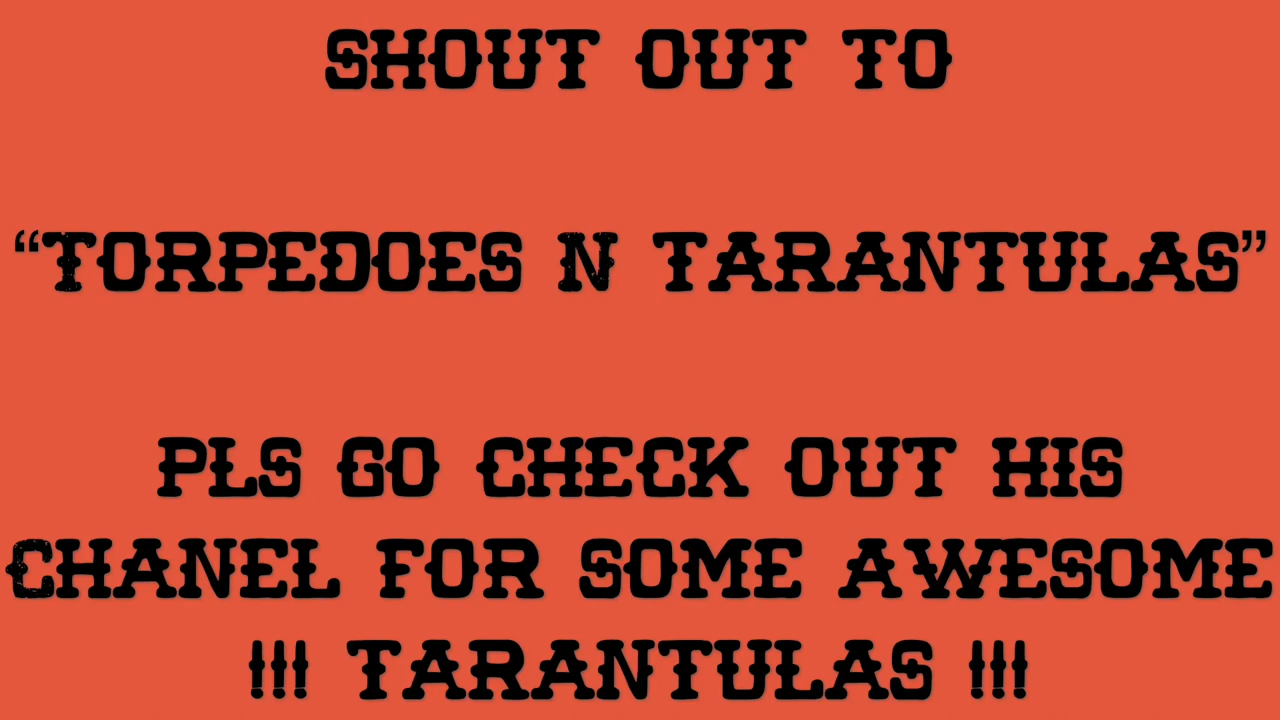 SHOUT OUT TO
“TORPEDOES N TARANTULAS”
PLS GO CHECK OUT HIS
CHANEL FOR SOME AWESOME
!!! TARANTULAS !!!